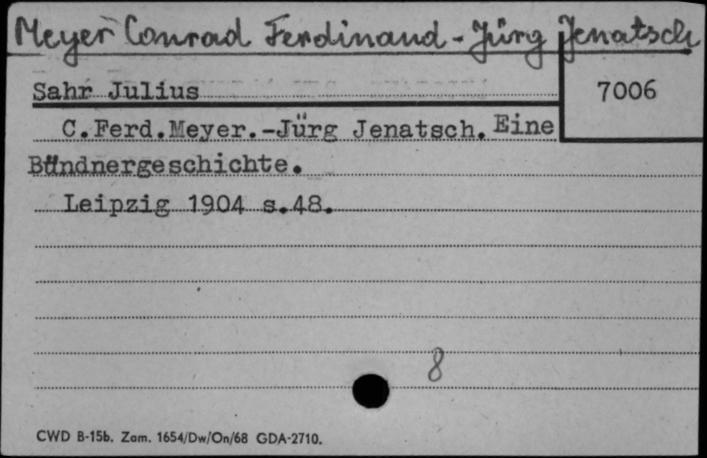 Meyer Conrad Ferdinand - Jürg Jenatsch
Sahr Julius
7006
C.Ferd.Meyer.-Jürg Jenatsch. Eine
Bündnergeschichte.
Leipzig 1904 s.48.
8
CWD B-15b. Zam. 1654/Dw/On/68 GDA-2710.